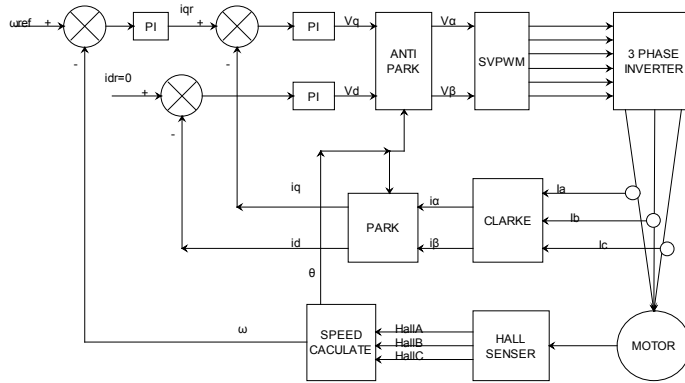 ωref
+
-
PI
iqr
+
-
PI
Vq
ANTI
PARK
Vα
SVPWM
3 PHASE
INVERTER
idr=0
+
-
PI
Vd
Vβ
iq
PARK
iα
CLARKE
Ia
Ib
id
iβ
Ic
θ
ω
SPEED
CACULATE
HallA
HallB
HallC
HALL
SENSER
MOTOR